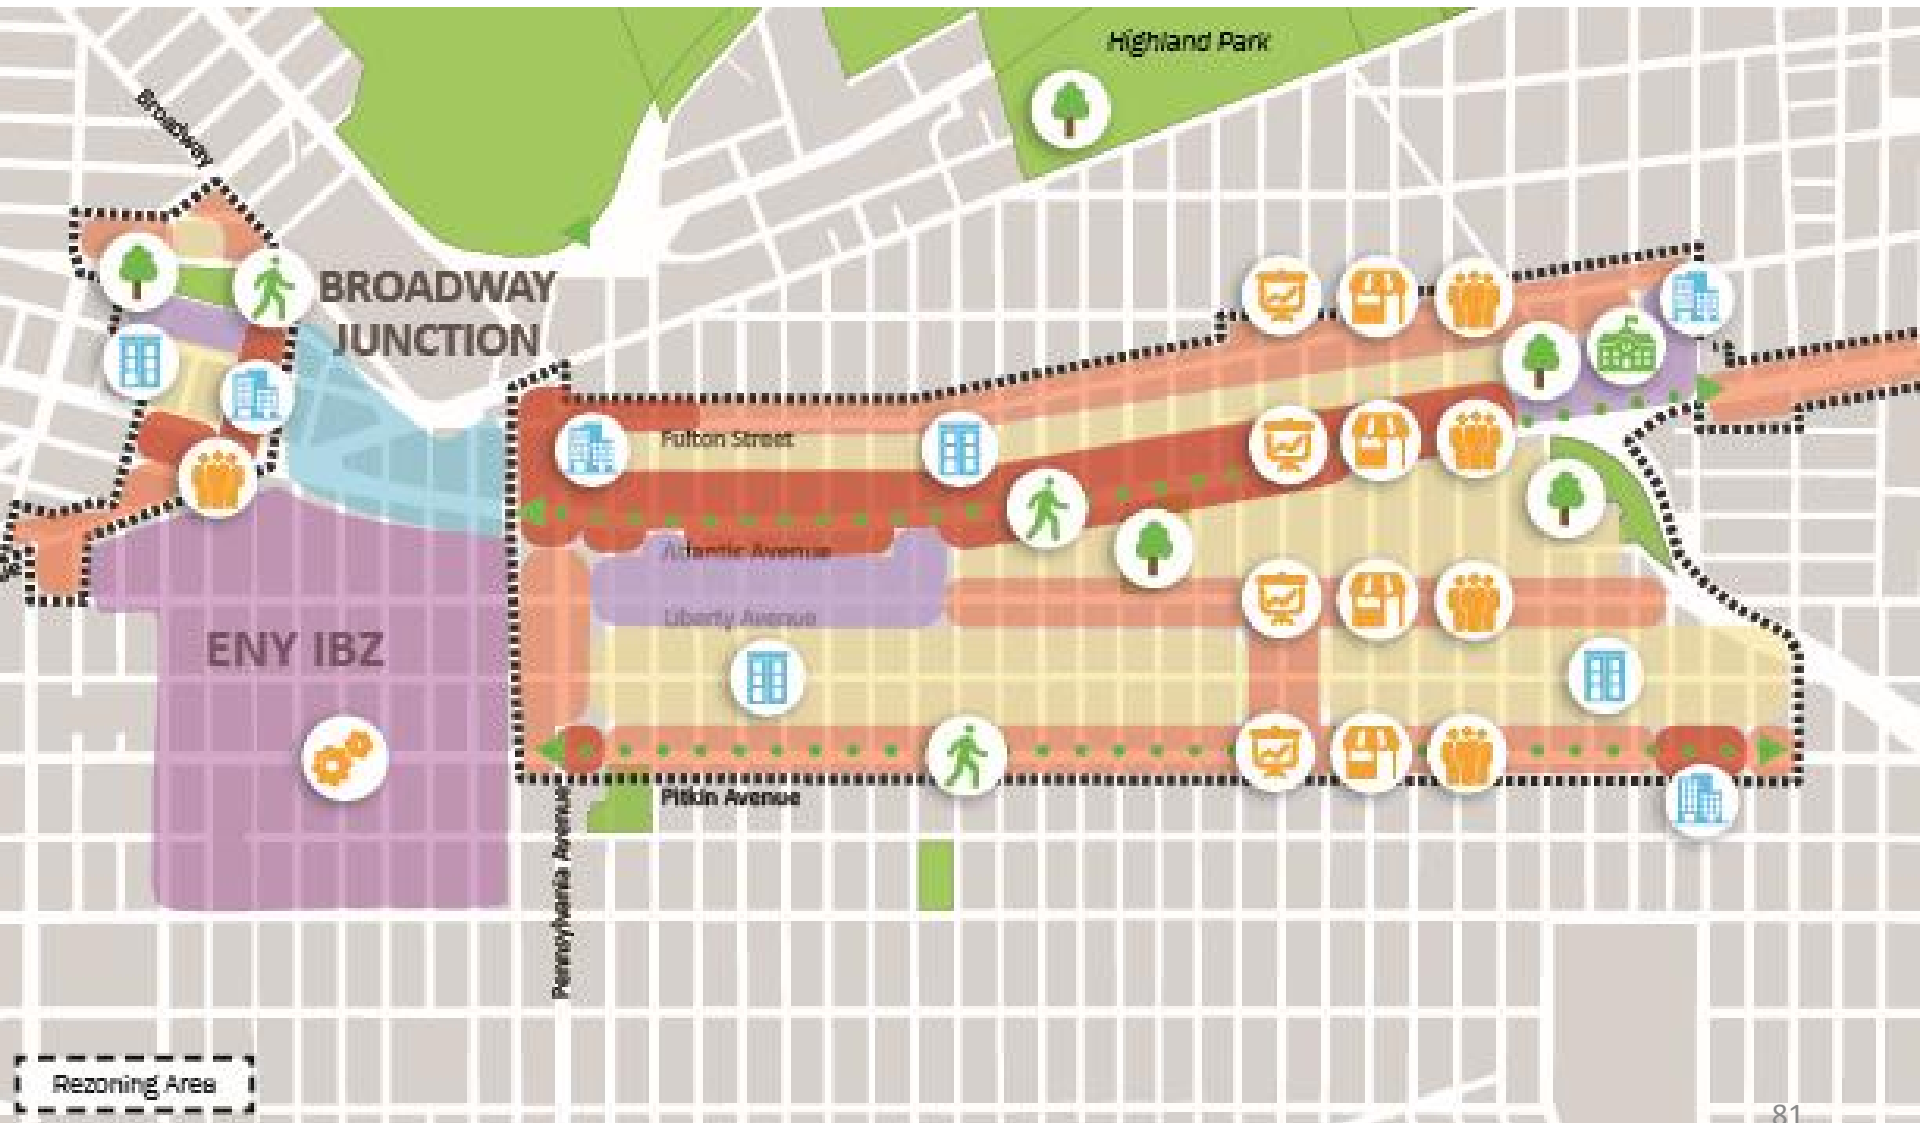 Highland Park
Broadway
BROADWAY
JUNCTION
Fulton Street
Atlantic Avenue
Liberty Avenue
ENY IBZ
Pitkin Avenue
Pennsylvania Avenue
Rezoning Area
81